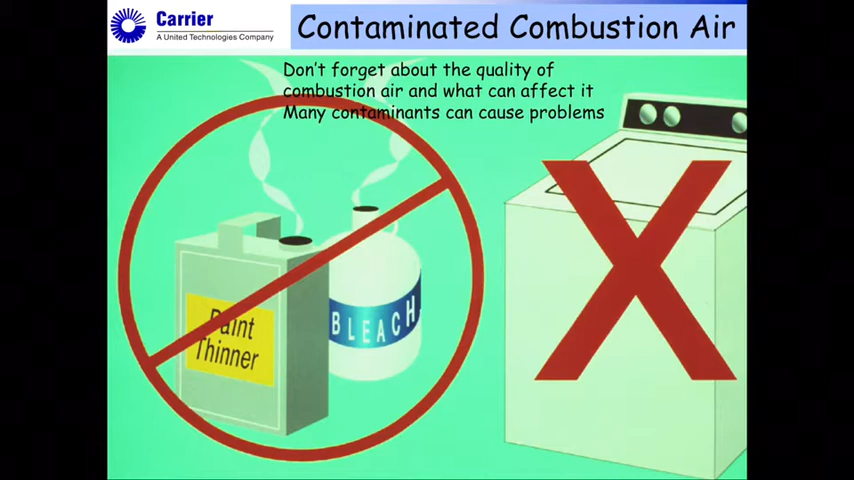 Carrier
A United Technologies Company
Contaminated Combustion Air
Don't forget about the quality of
combustion air and what can affect it
Many contaminants can cause problems
Paint
Thinner
BLEACH